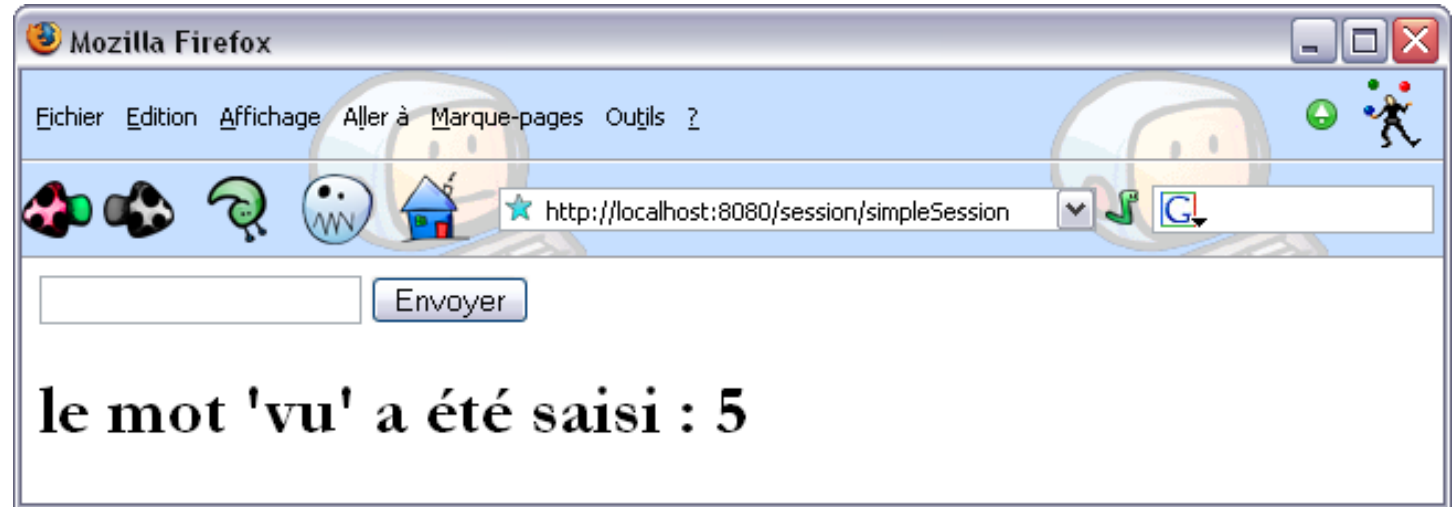 Mozilla Firefox
Fichier Edition Affichage Aller à Marque-pages Outils ?
http://localhost:8080/session/simpleSession G
Envoyer
le mot 'vu' a été saisi : 5